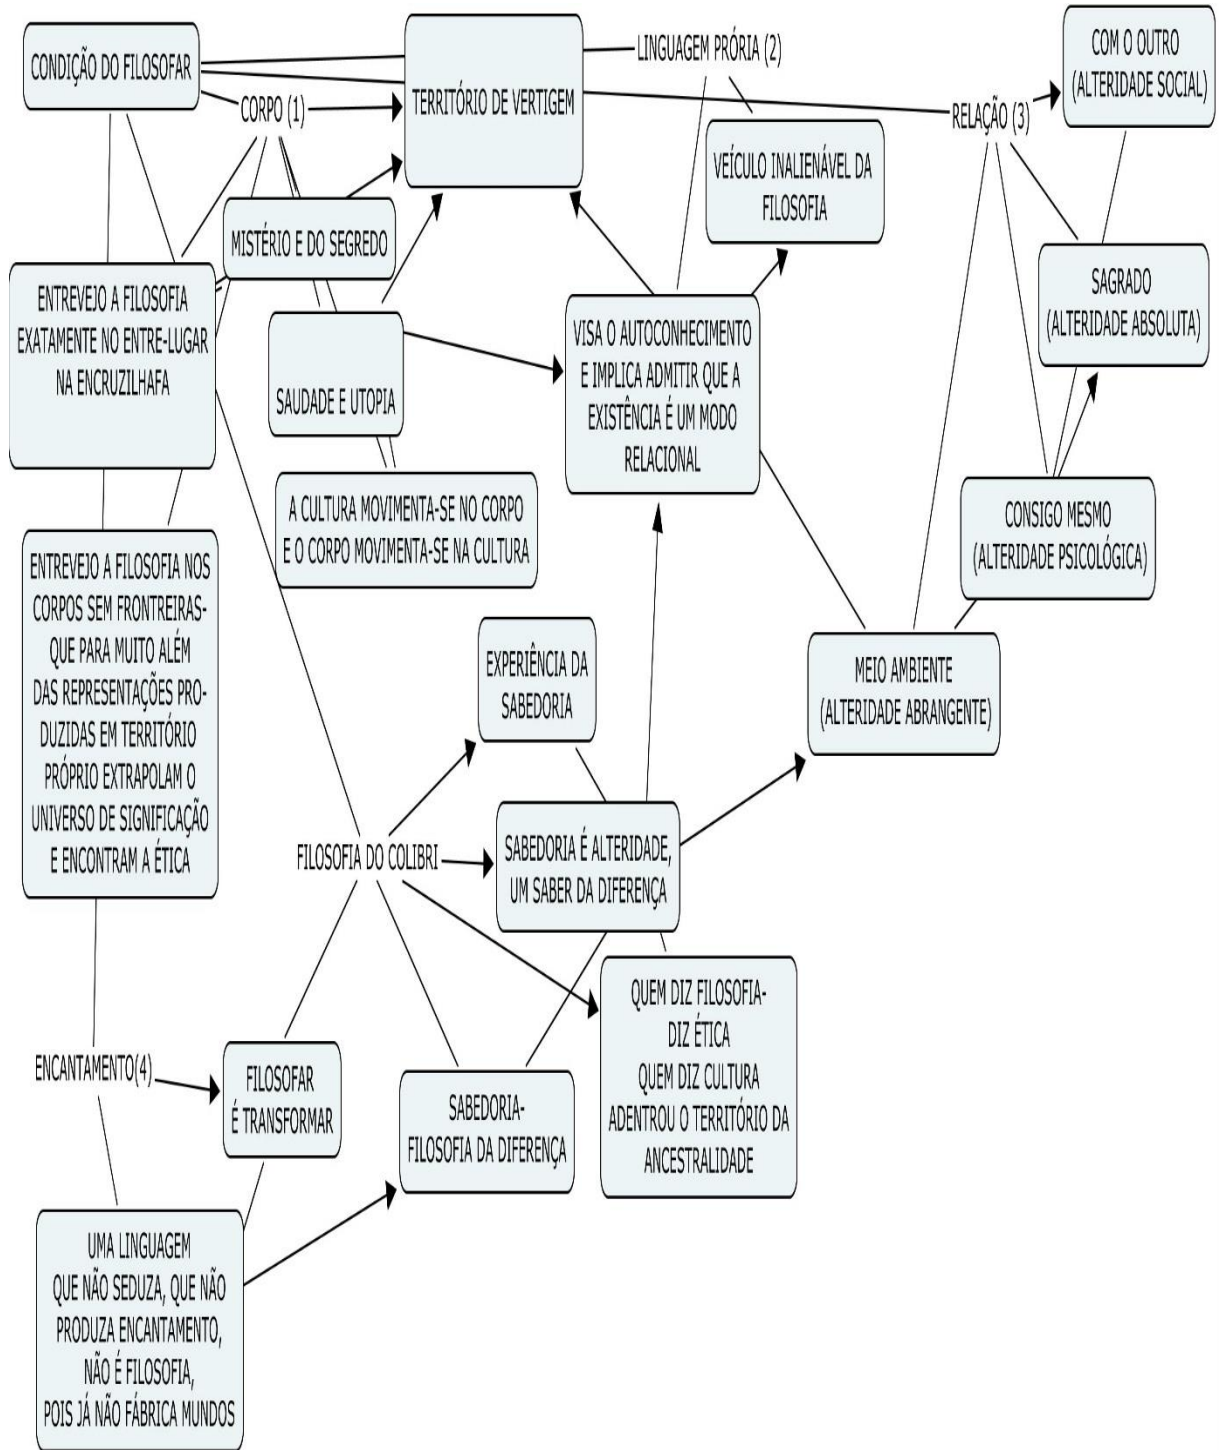 CONDIÇÃO DO FILOSOFAR
CORPO (1)
TERRITÓRIO DE VERTIGEM
LINGUAGEM PRÓRIA (2)
RELAÇÃO (3)
COM O OUTRO
(ALTERIDADE SOCIAL)
VEÍCULO INALIENÁVEL DA
FILOSOFIA
MISTÉRIO E DO SEGREDO
ENTREVEJO A FILOSOFIA
EXATAMENTE NO ENTRE-LUGAR
NA ENCRUZILHAFA
SAUDADE E UTOPIA
VISA O AUTOCONHECIMENTO
E IMPLICA ADMITIR QUE A
EXISTÊNCIA É UM MODO
RELACIONAL
SAGRADO
(ALTERIDADE ABSOLUTA)
A CULTURA MOVIMENTA-SE NO CORPO
E O CORPO MOVIMENTA-SE NA CULTURA
CONSIGO MESMO
(ALTERIDADE PSICOLÓGICA)
ENTREVEJO A FILOSOFIA NOS
CORPOS SEM FRONTREIRAS-
QUE PARA MUITO ALÉM
DAS REPRESENTAÇÕES PRO-
DUZIDAS EM TERRITÓRIO
PRÓPRIO EXTRAPOLAM O
UNIVERSO DE SIGNIFICAÇÃO
E ENCONTRAM A ÉTICA
EXPERIÊNCIA DA
SABEDORIA
MEIO AMBIENTE
(ALTERIDADE ABRANGENTE)
FILOSOFIA DO COLIBRI
SABEDORIA É ALTERIDADE,
UM SABER DA DIFERENÇA
QUEM DIZ FILOSOFIA-
DIZ ÉTICA
QUEM DIZ CULTURA
ADENTROU O TERRITÓRIO DA
ANCESTRALIDADE
ENCANTAMENTO(4)
FILOSOFAR
É TRANSFORMAR
SABEDORIA-
FILOSOFIA DA DIFERENÇA
UMA LINGUAGEM
QUE NÃO SEDUZA, QUE NÃO
PRODUZA ENCANTAMENTO,
NÃO É FILOSOFIA,
POIS JÁ NÃO FÁBRICA MUNDOS